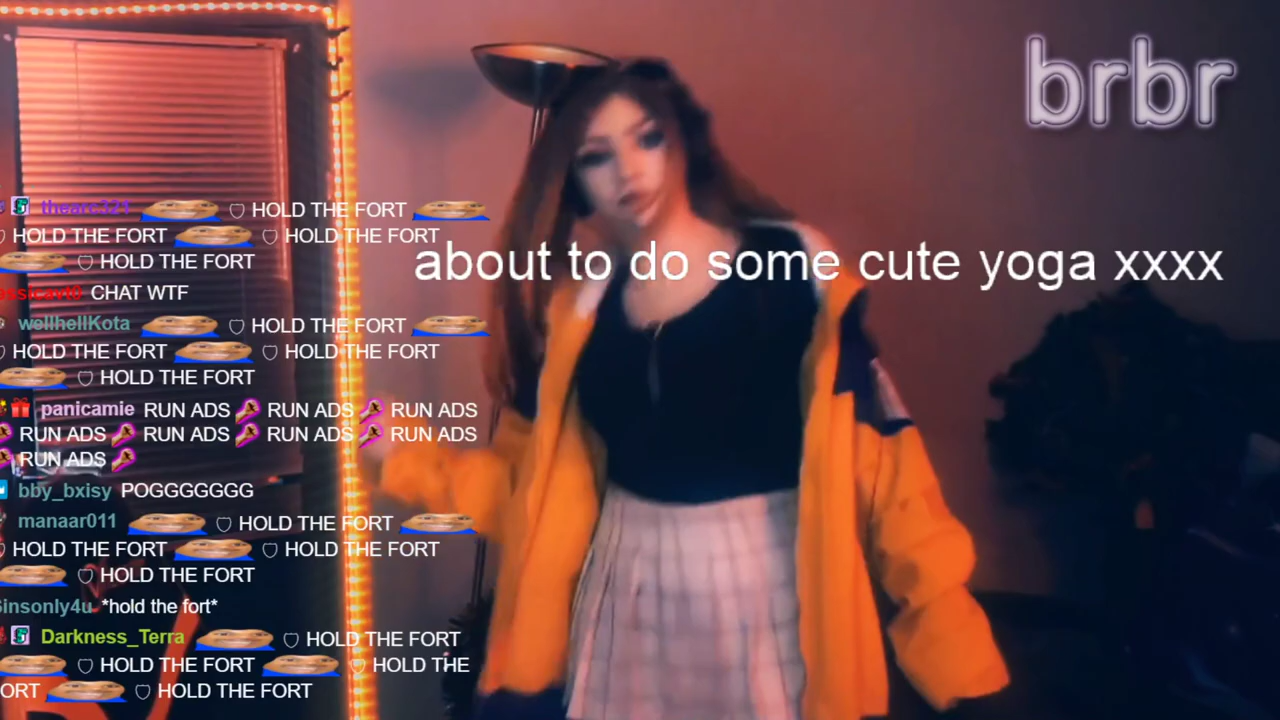 brbr
about to do some cute yoga xxxx
thearc321 HOLD THE FORT
HOLD THE FORT HOLD THE FORT
HOLD THE FORT
CHAT WTF
wellhellKota HOLD THE FORT
HOLD THE FORT HOLD THE FORT
HOLD THE FORT
panicamie RUN ADS RUN ADS RUN ADS
RUN ADS RUN ADS RUN ADS RUN ADS
RUN ADS
bby_bxisy POGGGGGGG
manaar011 HOLD THE FORT
HOLD THE FORT HOLD THE FORT
HOLD THE FORT
sinsonly4u *hold the fort*
Darkness_Terra HOLD THE FORT
HOLD THE FORT HOLD THE
ORT HOLD THE FORT